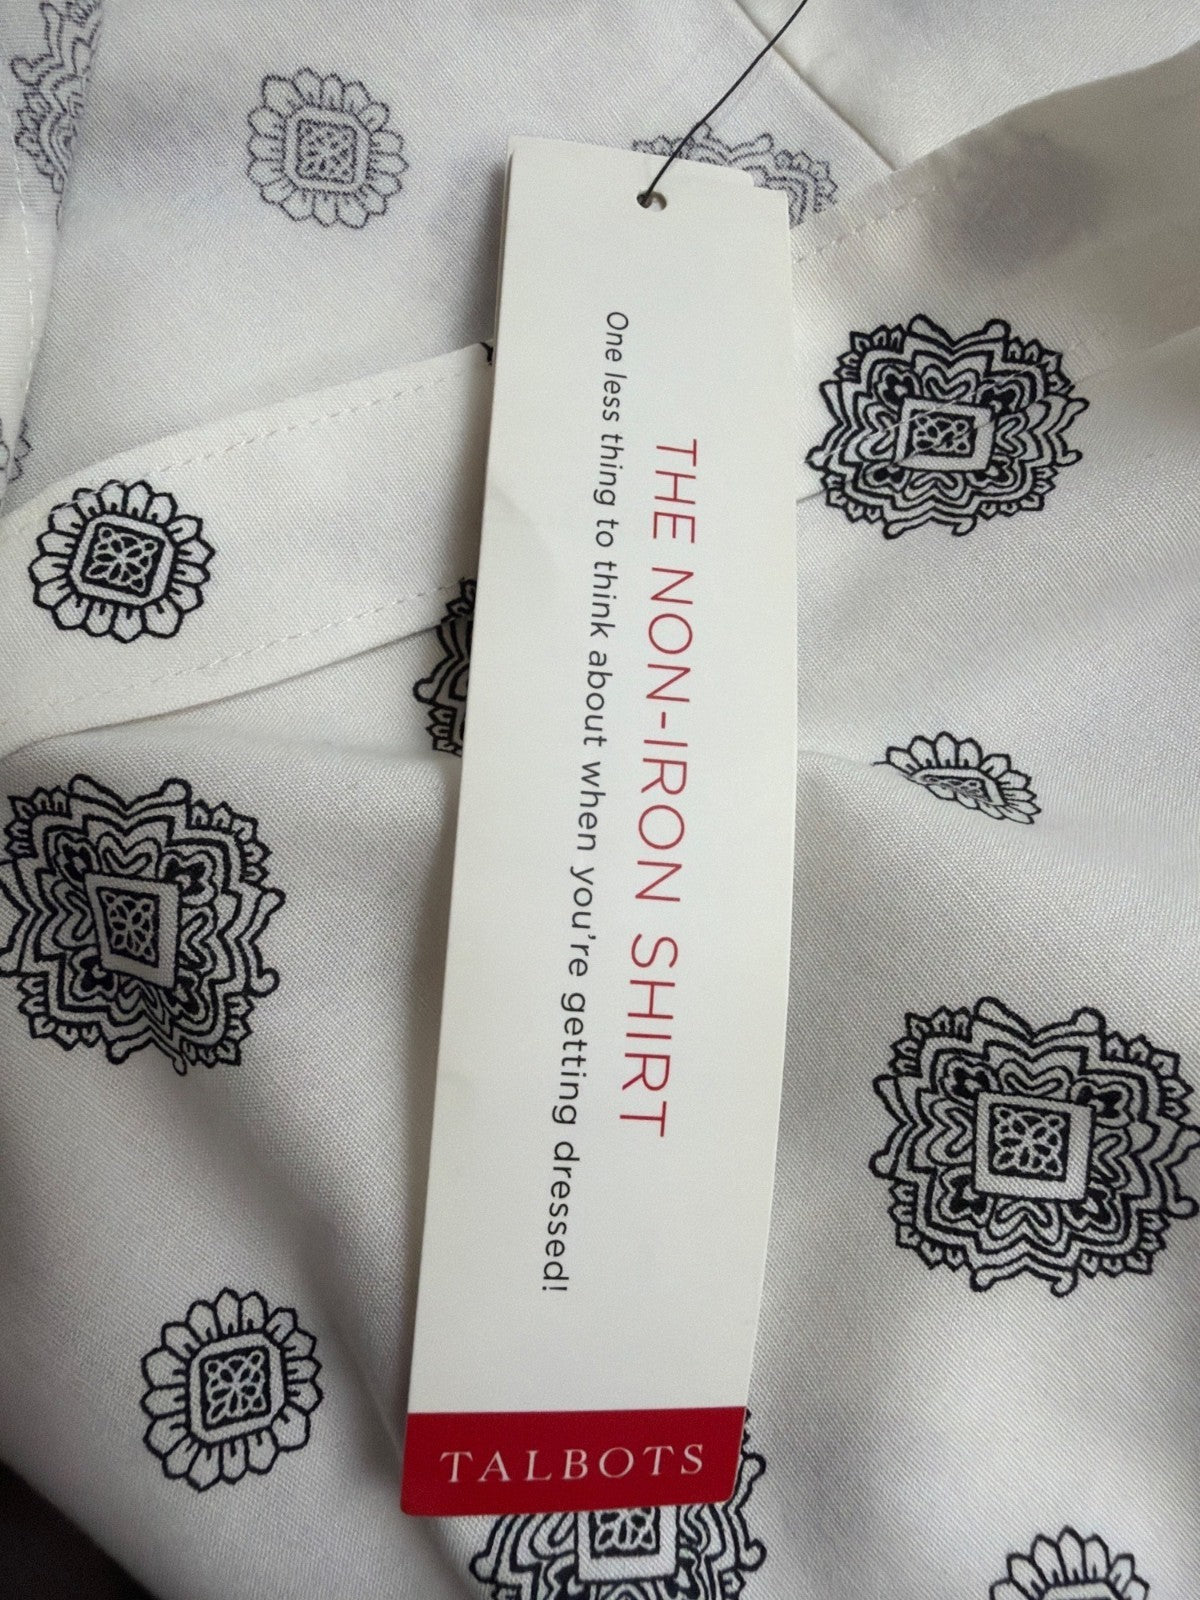 THE NON-IRON SHIRT
One less thing to think about when you're getting dressed!
TALBOTS